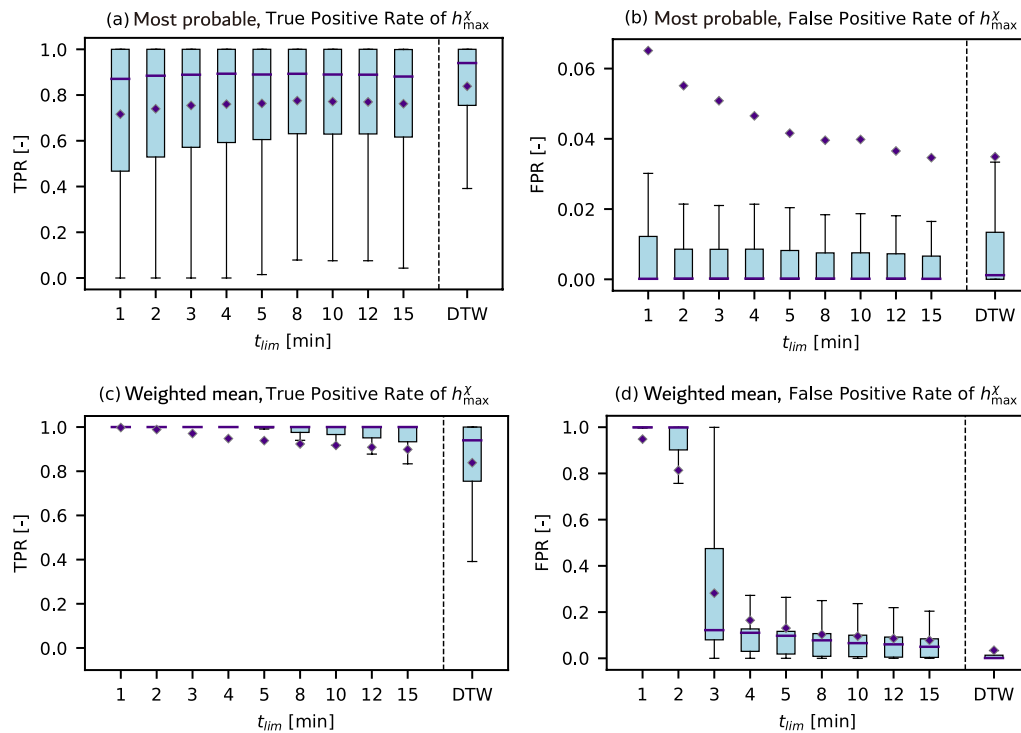 (a) Most probable, True Positive Rate of h^χ_max
TPR [-]
1.0
0.8
0.6
0.4
0.2
0.0
1 2 3 4 5 8 10 12 15 DTW
t_lim [min]
(b) Most probable, False Positive Rate of h^χ_max
FPR [-]
0.06
0.04
0.02
0.00
1 2 3 4 5 8 10 12 15 DTW
t_lim [min]
(c) Weighted mean, True Positive Rate of h^χ_max
TPR [-]
1.0
0.8
0.6
0.4
0.2
0.0
1 2 3 4 5 8 10 12 15 DTW
t_lim [min]
(d) Weighted mean, False Positive Rate of h^χ_max
FPR [-]
1.0
0.8
0.6
0.4
0.2
0.0
1 2 3 4 5 8 10 12 15 DTW
t_lim [min]